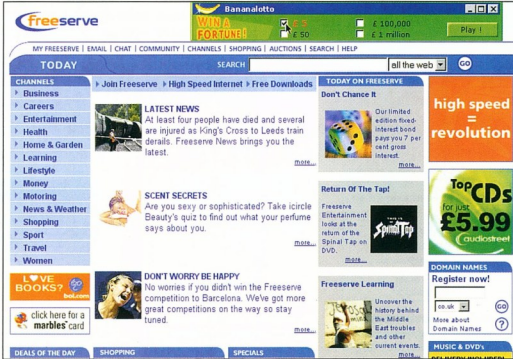 freeserve
Bananalotto
WIN A
FORTUNE!
£ 5
£ 50
£ 100,000
£ 1 million
Play !
MY FREESERVE | EMAIL | CHAT | COMMUNITY | CHANNELS | SHOPPING | AUCTIONS | SEARCH | HELP
TODAY
SEARCH
all the web
GO
CHANNELS
Business
Careers
Entertainment
Health
Home & Garden
Learning
Lifestyle
Money
Motoring
News & Weather
Shopping
Sport
Travel
Women
L VE
BOOKS?
bol.com
click here for a
marbles card
DEALS OF THE DAY
Join Freeserve
High Speed Internet
Free Downloads
LATEST NEWS
At least four people have died and several
are injured as King's Cross to Leeds train
derails. Freeserve News brings you the
latest.
more...
SCENT SECRETS
Are you sexy or sophisticated? Take icircle
Beauty's quiz to find out what your perfume
says about you.
more...
DON'T WORRY BE HAPPY
No worries if you didn't win the Freeserve
competition to Barcelona. We've got more
great competitions on the way so stay
tuned.
more...
SHOPPING
SPECIALS
TODAY ON FREESERVE
Don't Chance It
Our limited
edition fixed-
interest bond
pays you 7 per
cent gross
interest.
more...
Return Of The Tap!
Freeserve
Entertainment
looks at the
return of the
Spinal Tap on
DVD.
more...
THIS IS
SpinalTap
Freeserve Learning
Uncover the
history behind
the Middle
East troubles
and other
current events.
more...
high speed
=
revolution
Top CDs
for just
£5.99
audiostreet
DOMAIN NAMES
Register now!
co.uk
GO
More about
Domain Names
?
MUSIC & DVD's
DELIVERY INCLUDED!